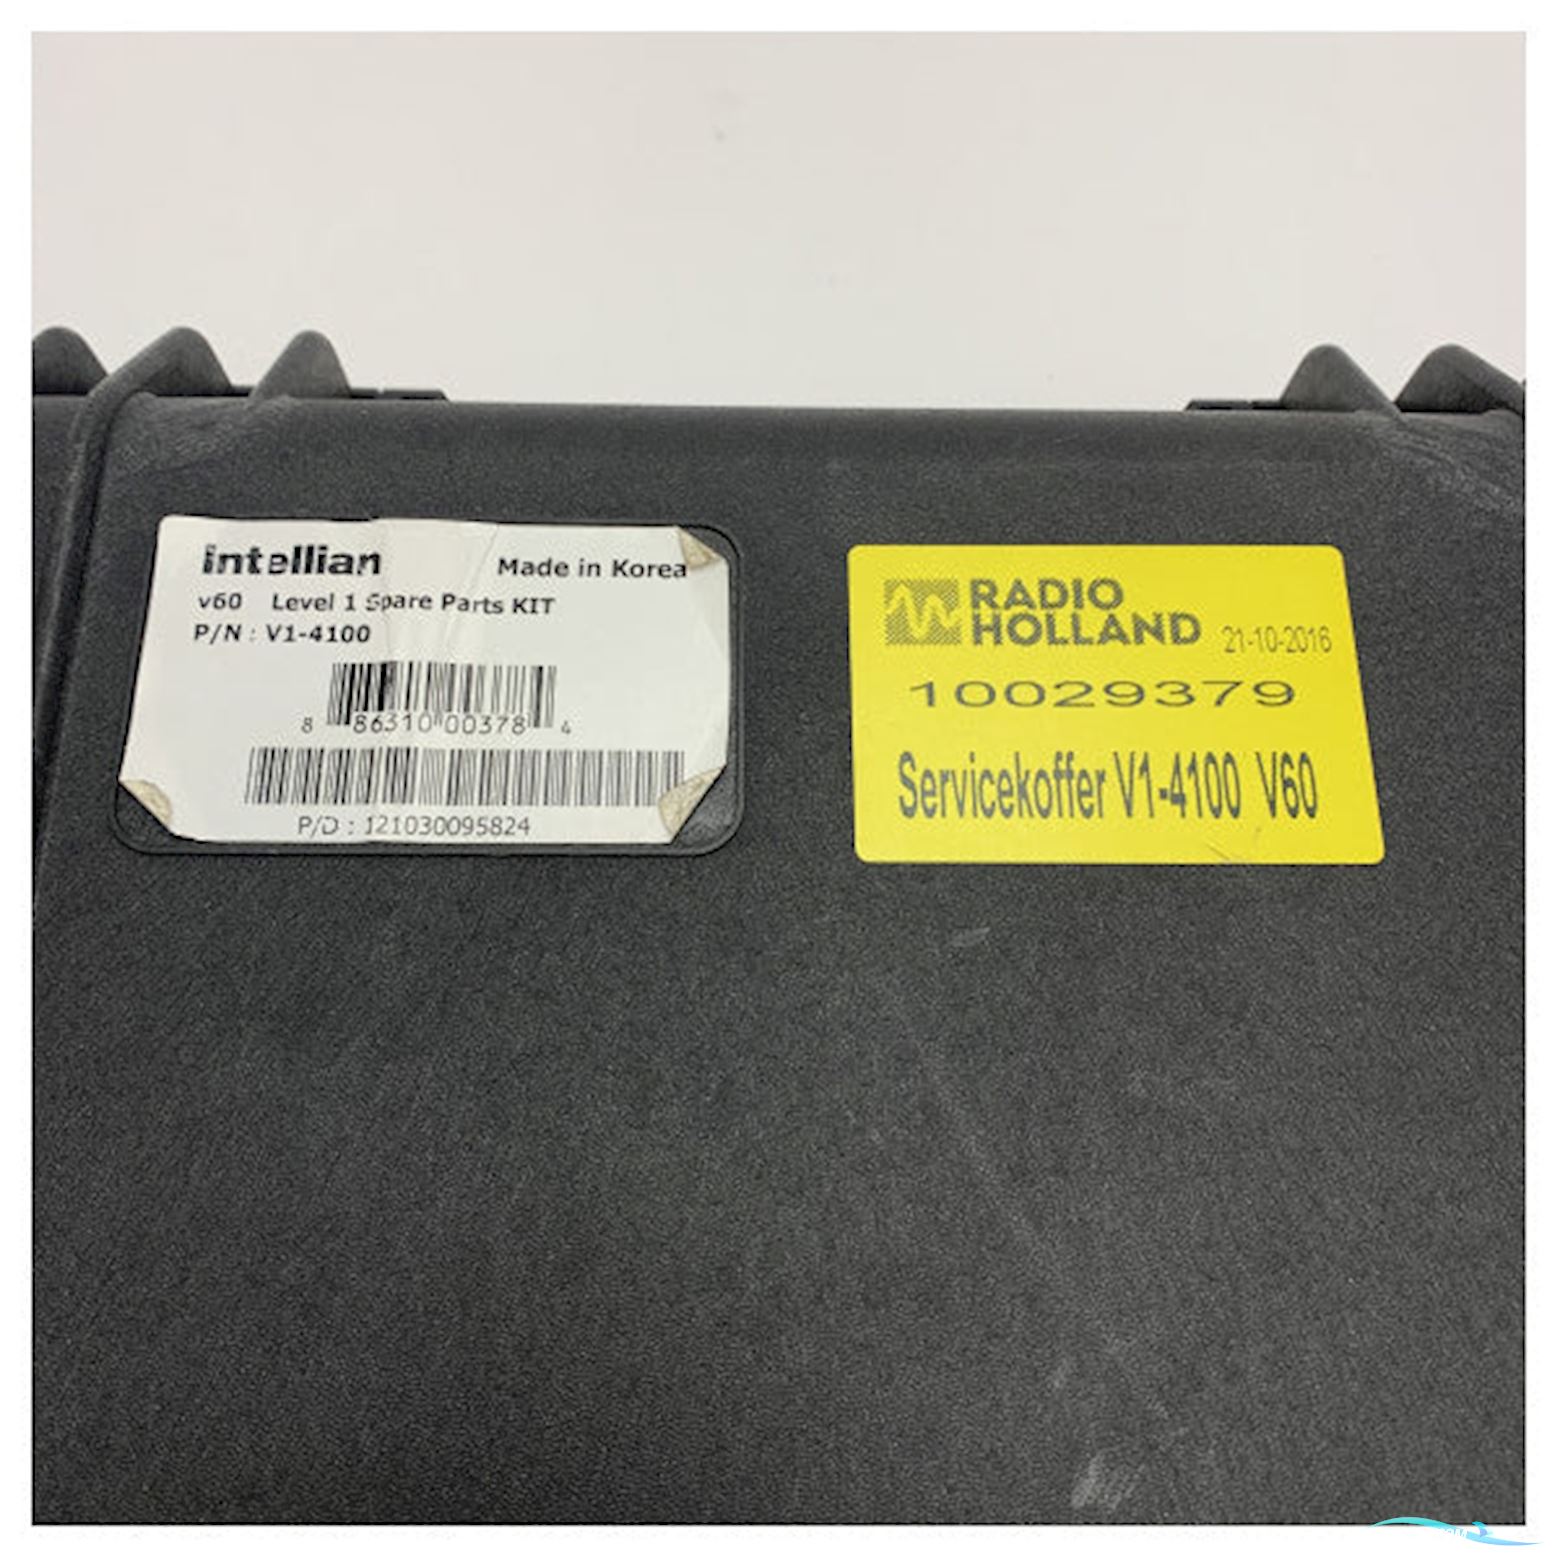 intellian
Made in Korea
v60 Level 1 Spare Parts KIT
P/N : V1-4100
8 86310 00378 4
P/D : 121030095824
RADIO
HOLLAND
21-10-2016
10029379
Servicekoffer V1-4100 V60